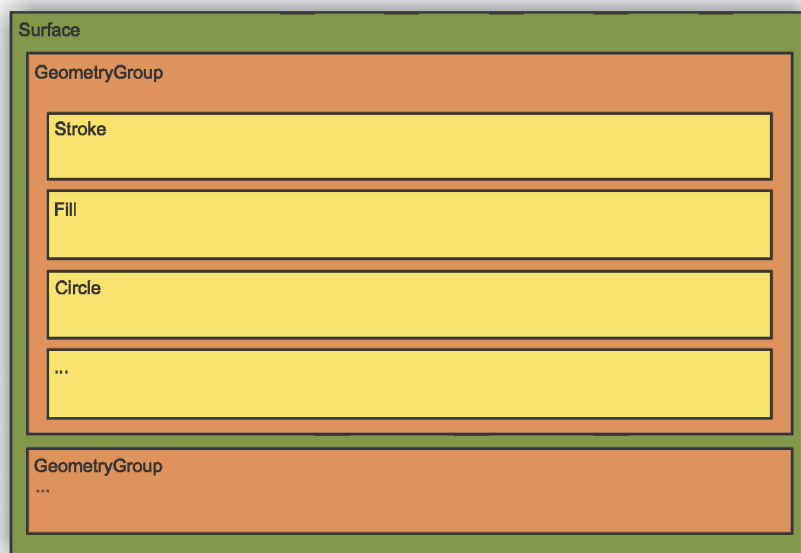 Surface
GeometryGroup
Stroke
Fill
Circle
...
GeometryGroup
...